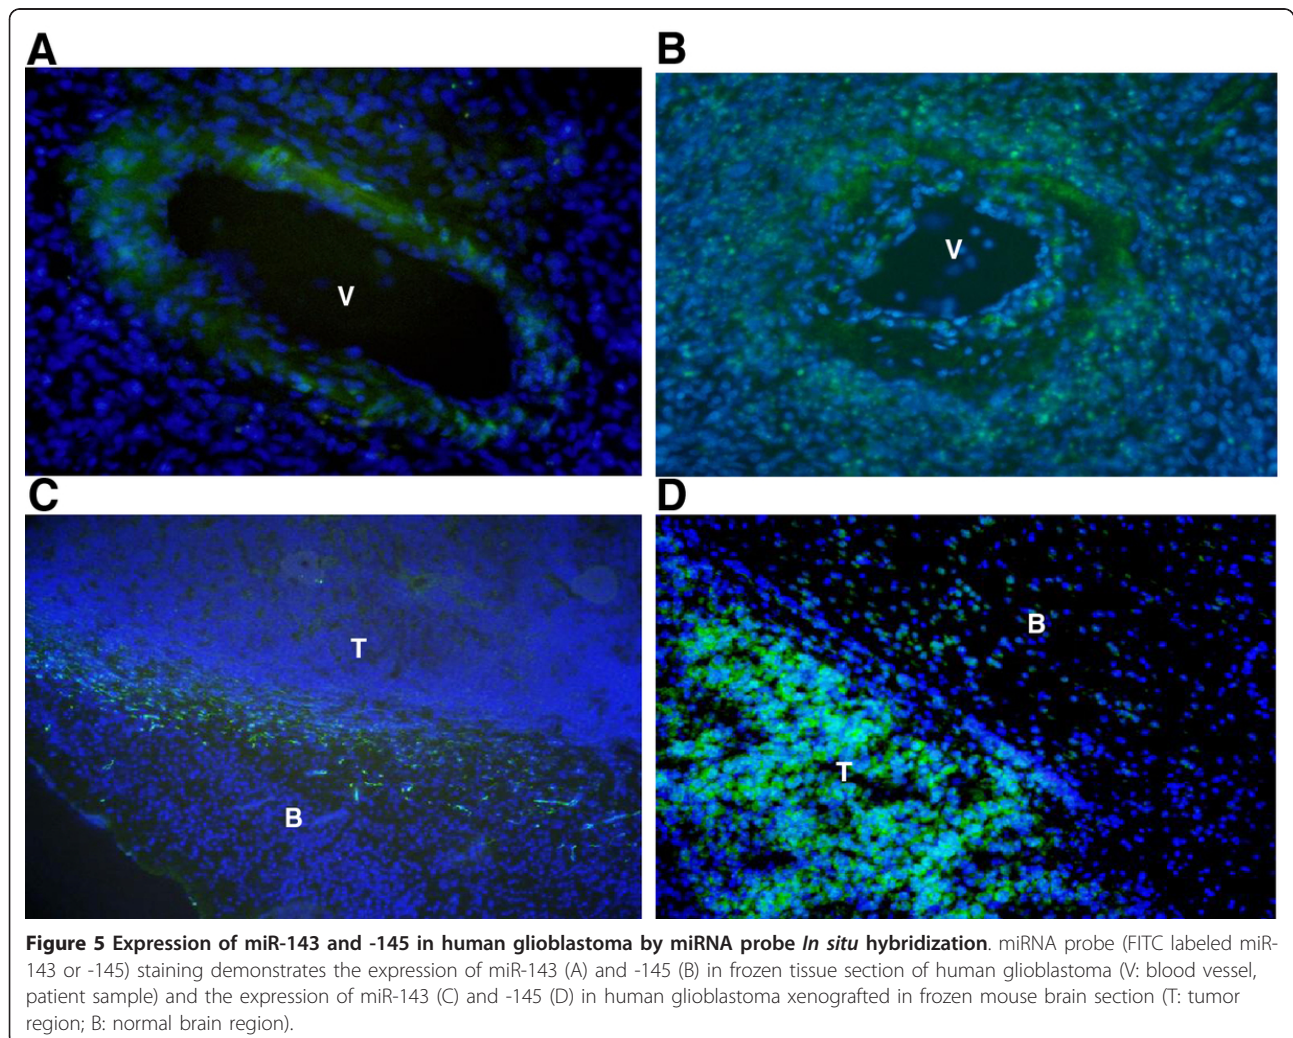 A
B
V
V
C
D
T
B
B
T
Figure 5 Expression of miR-143 and -145 in human glioblastoma by miRNA probe In situ hybridization. miRNA probe (FITC labeled miR-
143 or -145) staining demonstrates the expression of miR-143 (A) and -145 (B) in frozen tissue section of human glioblastoma (V: blood vessel,
patient sample) and the expression of miR-143 (C) and -145 (D) in human glioblastoma xenografted in frozen mouse brain section (T: tumor
region; B: normal brain region).